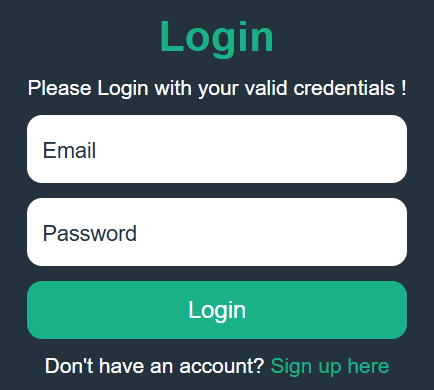 Login
Please Login with your valid credentials !
Email
Password
Login
Don't have an account? Sign up here